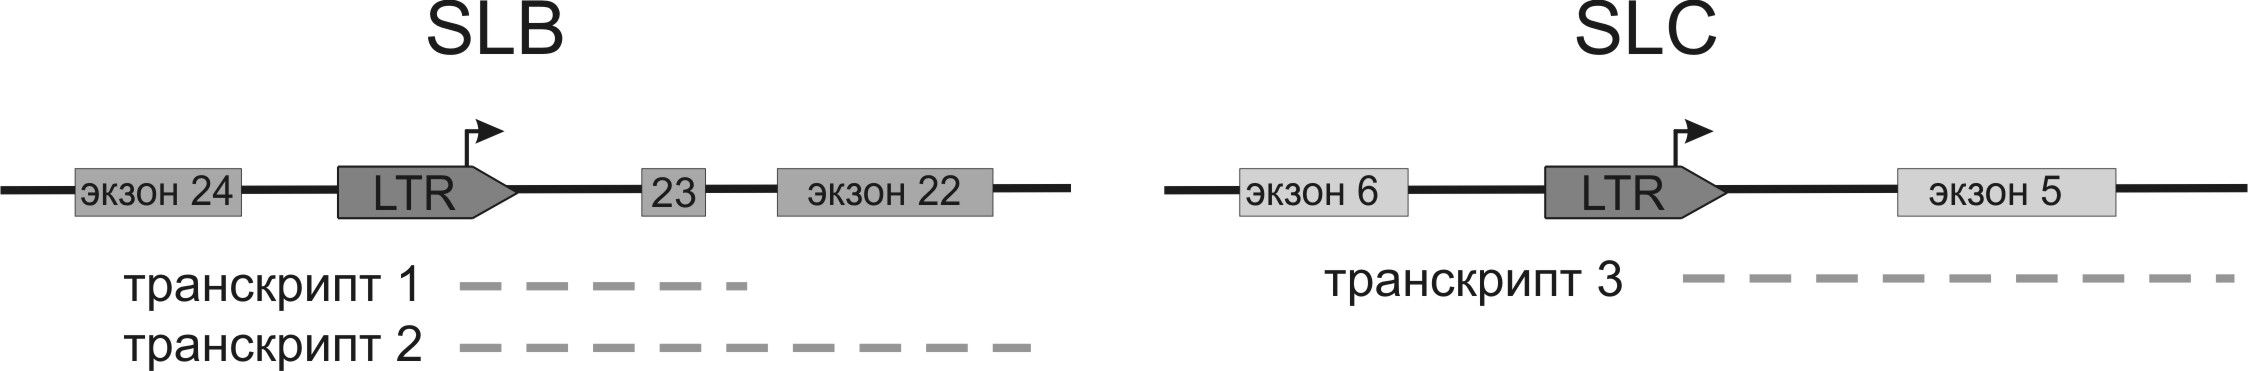 SLB
SLC
экзон 24
LTR
23
экзон 22
экзон 6
LTR
экзон 5
транскрипт 1
транскрипт 2
транскрипт 3